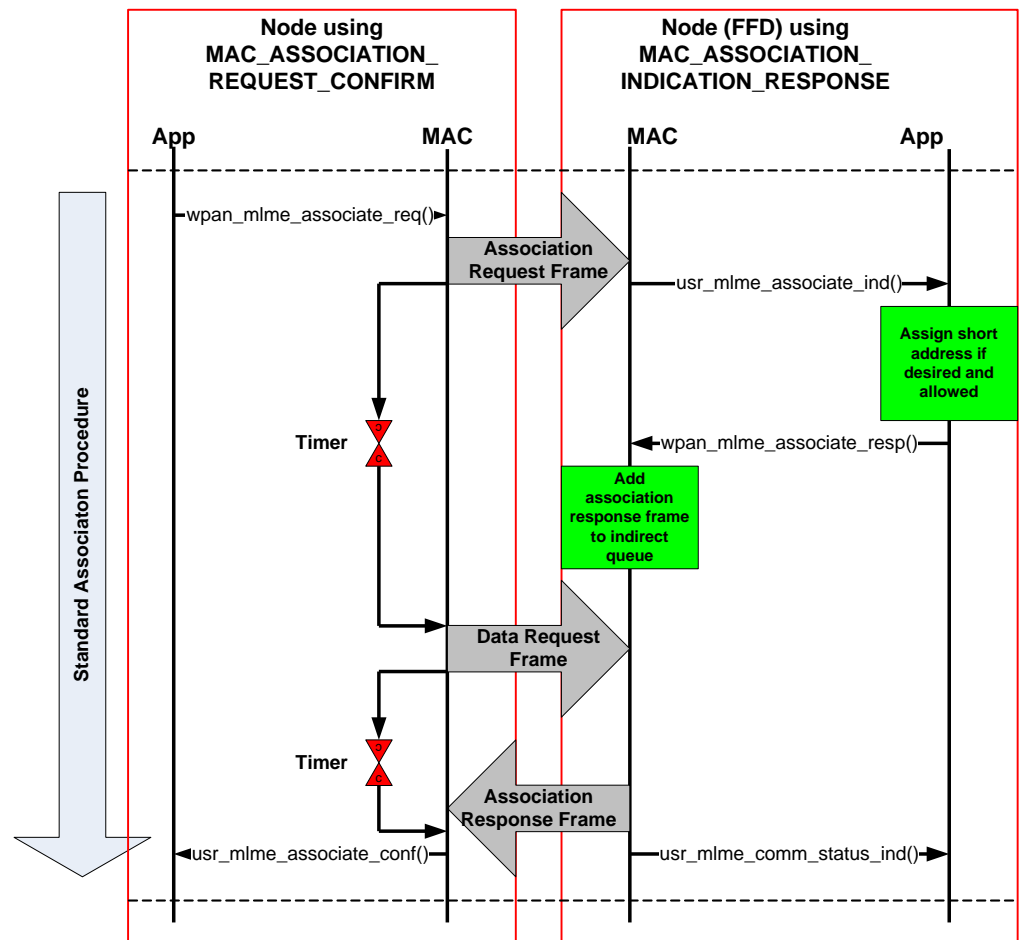 Node using
MAC_ASSOCIATION_
REQUEST_CONFIRM
Node (FFD) using
MAC_ASSOCIATION_
INDICATION_RESPONSE
App
MAC
MAC
App
wpan_mlme_associate_req()
Association
Request Frame
usr_mlme_associate_ind()
Assign short
address if
desired and
allowed
Timer
wpan_mlme_associate_resp()
Add
association
response frame
to indirect
queue
Standard Associaton Procedure
Data Request
Frame
Timer
Association
Response Frame
usr_mlme_associate_conf()
usr_mlme_comm_status_ind()